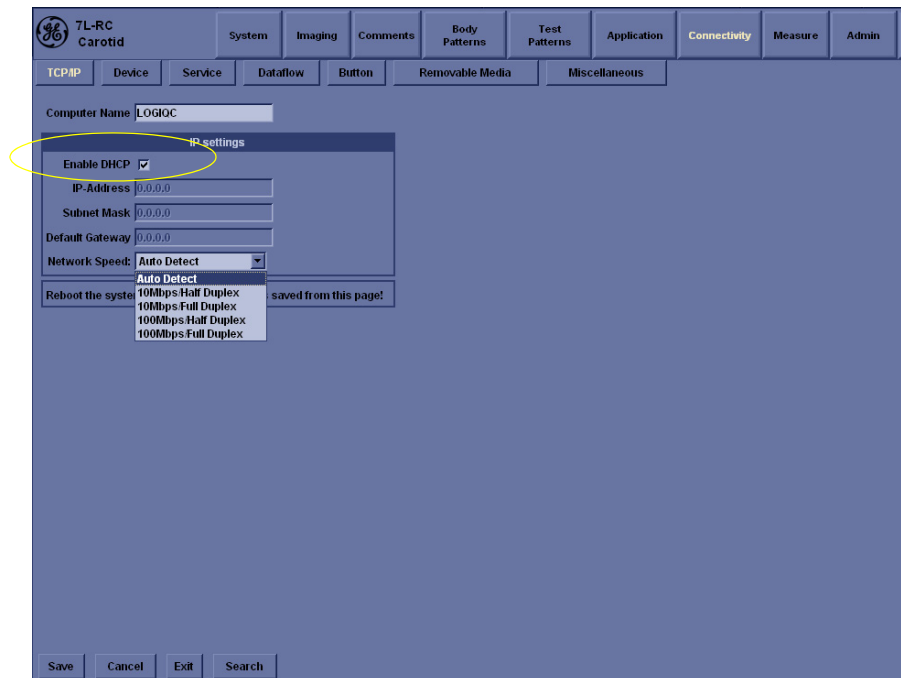 GE 7L-RC
Carotid
System Imaging Comments Body Patterns Test Patterns Application Connectivity Measure Admin
TCP/IP Device Service Dataflow Button Removable Media Miscellaneous
Computer Name LOGIQC
IP settings
Enable DHCP
IP-Address 0.0.0.0
Subnet Mask 0.0.0.0
Default Gateway 0.0.0.0
Network Speed: Auto Detect
Auto Detect
10Mbps/Half Duplex
10Mbps/Full Duplex
100Mbps/Half Duplex
100Mbps/Full Duplex
Reboot the saved from this page!
Save Cancel Exit Search